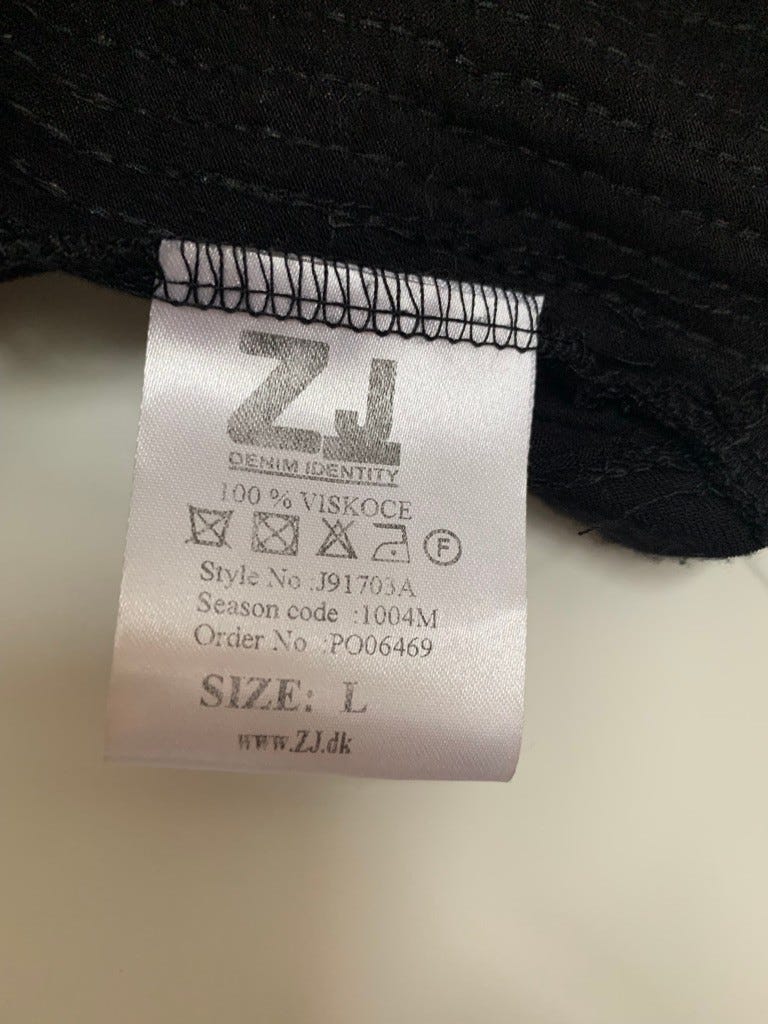 ZJ
DENIM IDENTITY
100 % VISKOCE
F
Style No :J91703A
Season code :1004M
Order No :PO06469
SIZE: L
www.ZJ.dk